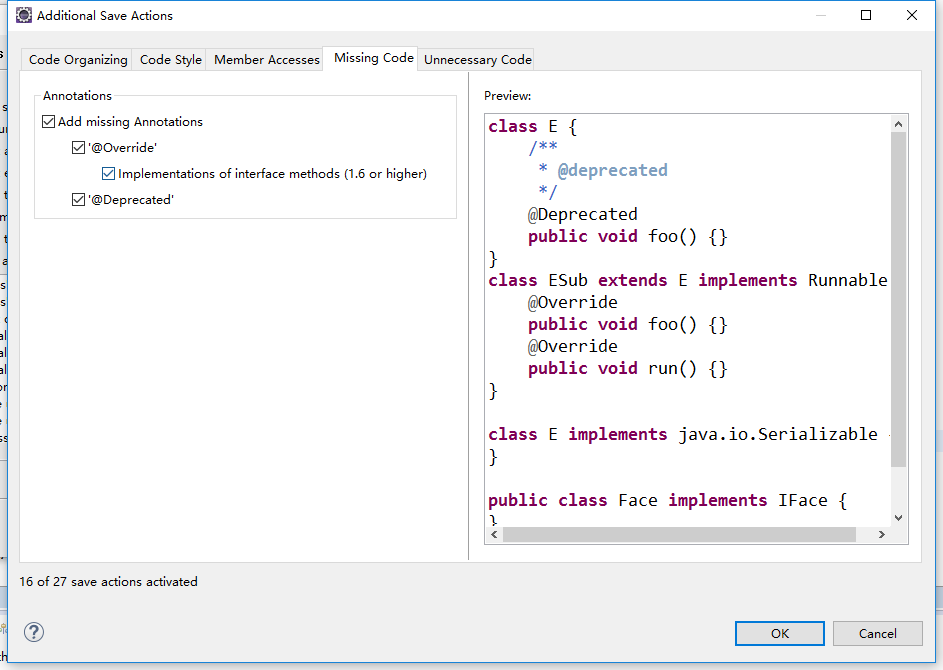 Additional Save Actions
Code Organizing Code Style Member Accesses Missing Code Unnecessary Code
Annotations
Add missing Annotations
'@Override'
Implementations of interface methods (1.6 or higher)
'@Deprecated'
Preview:
class E {
/**
* @deprecated
*/
@Deprecated
public void foo() {}
}
class ESub extends E implements Runnable
@Override
public void foo() {}
@Override
public void run() {}
}
class E implements java.io.Serializable
}
public class Face implements IFace {
}
16 of 27 save actions activated
?
OK Cancel